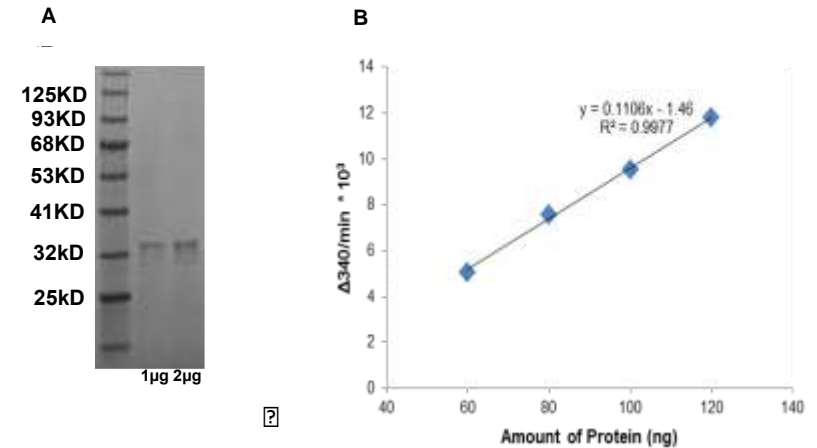 A
125KD
93KD
68KD
53KD
41KD
32kD
25kD
1µg 2µg
B
14
12
10
8
6
4
2
0
y = 0.1106x - 1.46
R² = 0.9977
Δ340/min * 10³
40 60 80 100 120 140
Amount of Protein (ng)